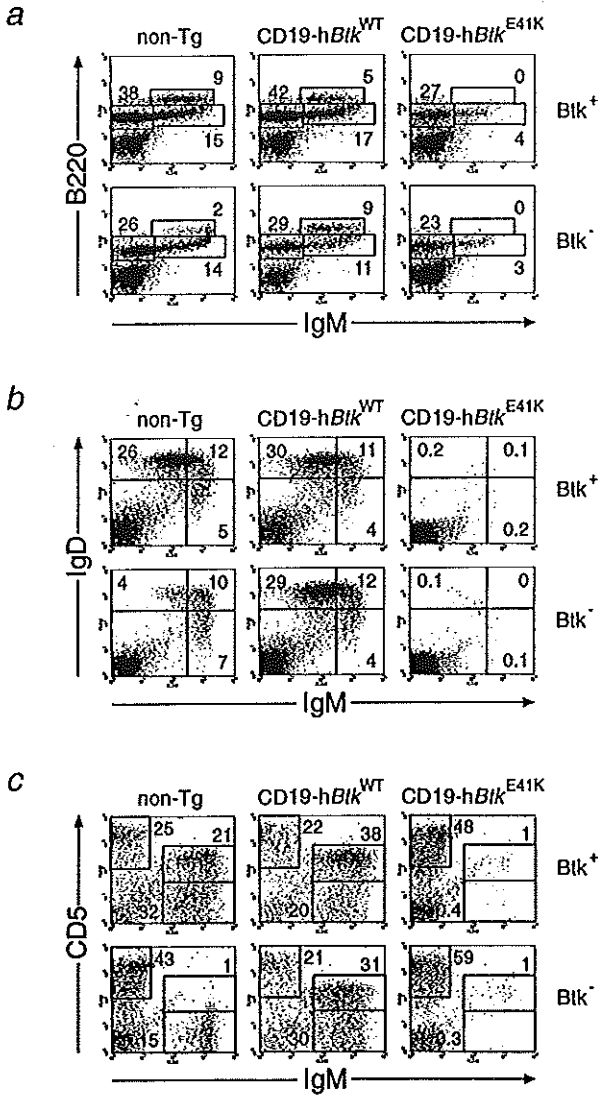 a
non-Tg CD19-hBtk^WT CD19-hBtk^E41K
38 9 42 5 27 0
15 17 4
Btk+
26 2 29 9 23 0
14 11 3
Btk-
B220
IgM
b
non-Tg CD19-hBtk^WT CD19-hBtk^E41K
26 12 30 11 0.2 0.1
5 4 0.2
Btk+
4 10 29 12 0.1 0
7 4 0.1
Btk-
IgD
IgM
c
non-Tg CD19-hBtk^WT CD19-hBtk^E41K
25 21 22 38 48 1
32 20 0.4
Btk+
43 1 21 31 59 1
15 30 0.3
Btk-
CD5
IgM